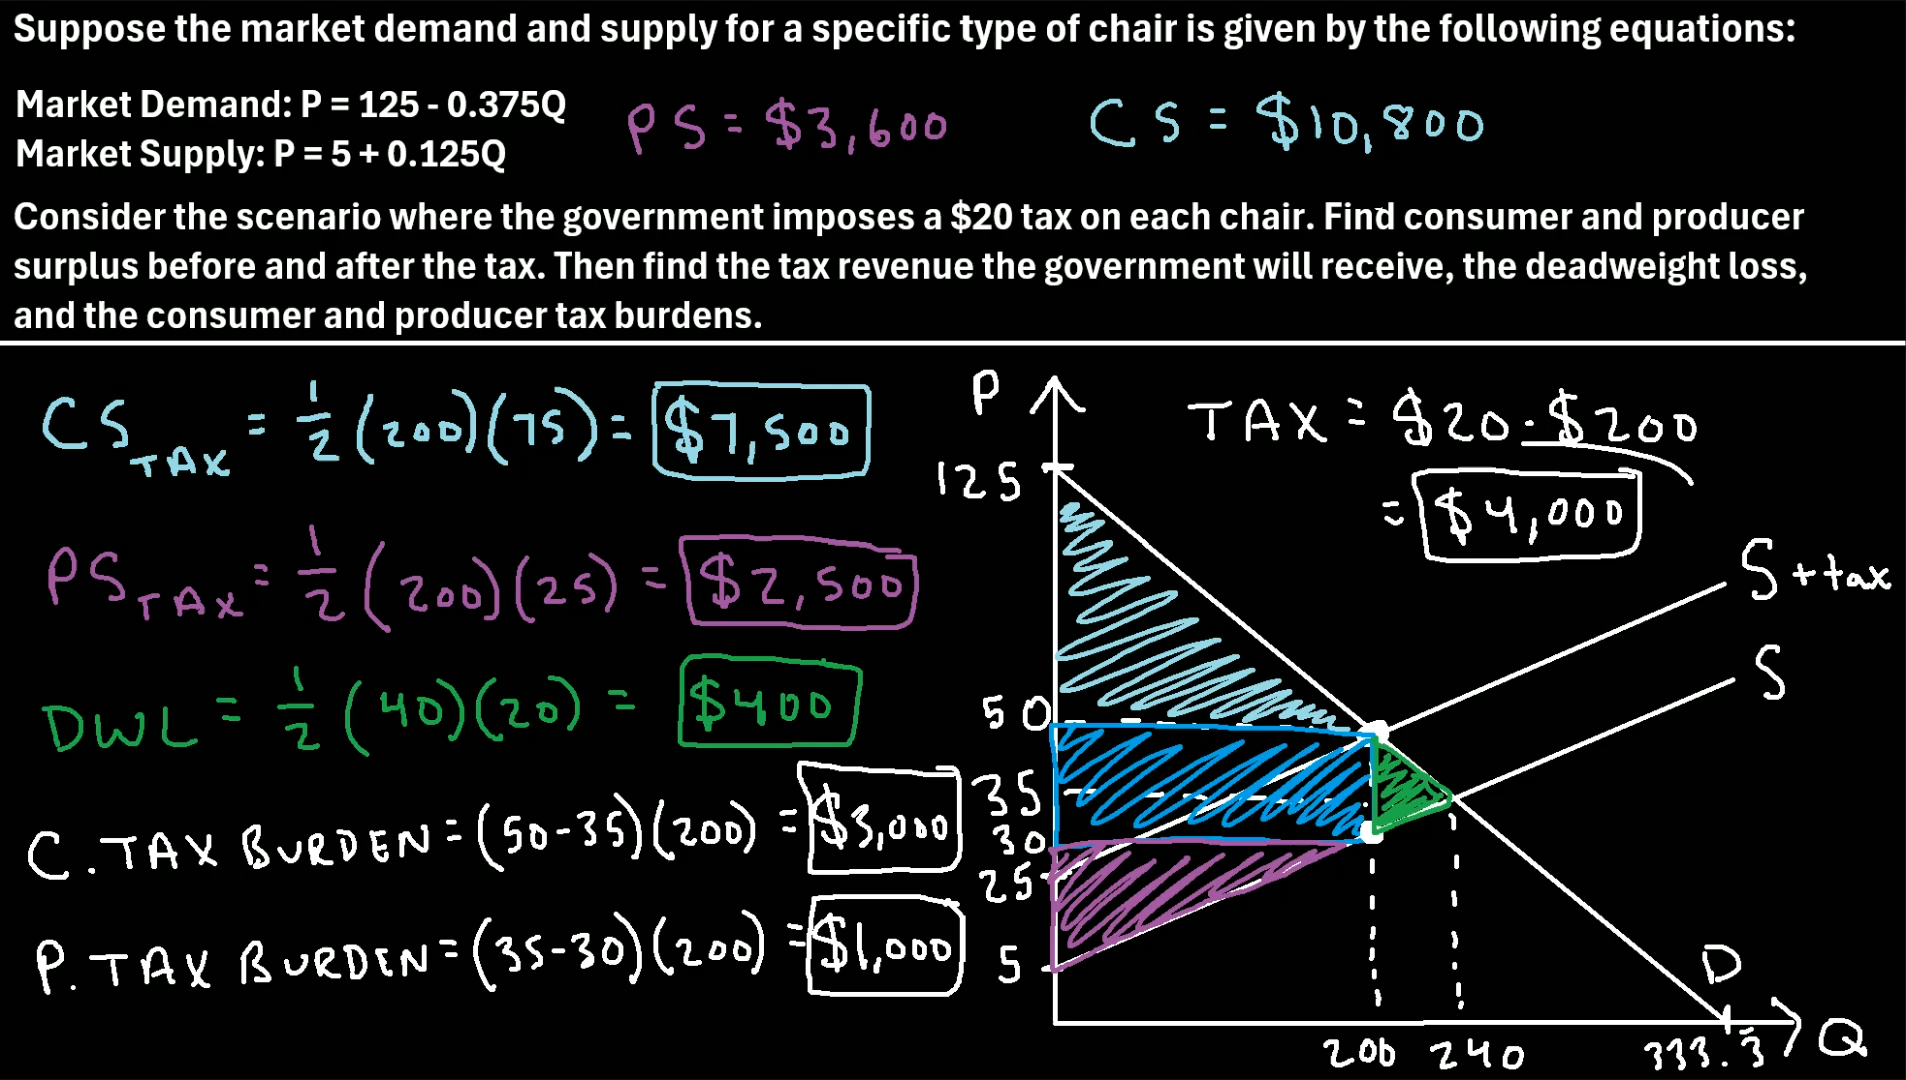 Suppose the market demand and supply for a specific type of chair is given by the following equations:
Market Demand: P = 125 - 0.375Q
Market Supply: P = 5 + 0.125Q
PS = $3,600
CS = $10,800
Consider the scenario where the government imposes a $20 tax on each chair. Find consumer and producer
surplus before and after the tax. Then find the tax revenue the government will receive, the deadweight loss,
and the consumer and producer tax burdens.
CS_TAX = 1/2 (200)(75) = $7,500
PS_TAX = 1/2 (200)(25) = $2,500
DWL = 1/2 (40)(20) = $400
C. TAX BURDEN = (50-35)(200) = $3,000
P. TAX BURDEN = (35-30)(200) = $1,000
TAX = $20 · $200
= $4,000
P
125
50
35
30
25
5
S+tax
S
D
200 240 333.3̅ Q